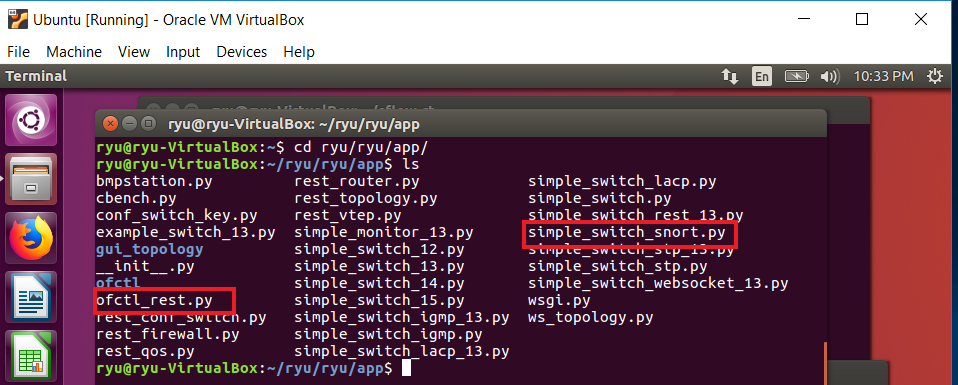 Ubuntu [Running] - Oracle VM VirtualBox
File Machine View Input Devices Help
Terminal En 10:33 PM
ryu@ryu-VirtualBox: ~/sflow-rt
ryu@ryu-VirtualBox: ~/ryu/ryu/app
ryu@ryu-VirtualBox:~$ cd ryu/ryu/app/
ryu@ryu-VirtualBox:~/ryu/ryu/app$ ls
bmpstation.py rest_router.py simple_switch_lacp.py
cbench.py rest_topology.py simple_switch.py
conf_switch_key.py rest_vtep.py simple_switch_rest_13.py
example_switch_13.py simple_monitor_13.py simple_switch_snort.py
gui_topology simple_switch_12.py simple_switch_stp_13.py
__init__.py simple_switch_13.py simple_switch_stp.py
ofctl simple_switch_14.py simple_switch_websocket_13.py
ofctl_rest.py simple_switch_15.py wsgi.py
rest_conf_switch.py simple_switch_igmp_13.py ws_topology.py
rest_firewall.py simple_switch_igmp.py
rest_qos.py simple_switch_lacp_13.py
ryu@ryu-VirtualBox:~/ryu/ryu/app$